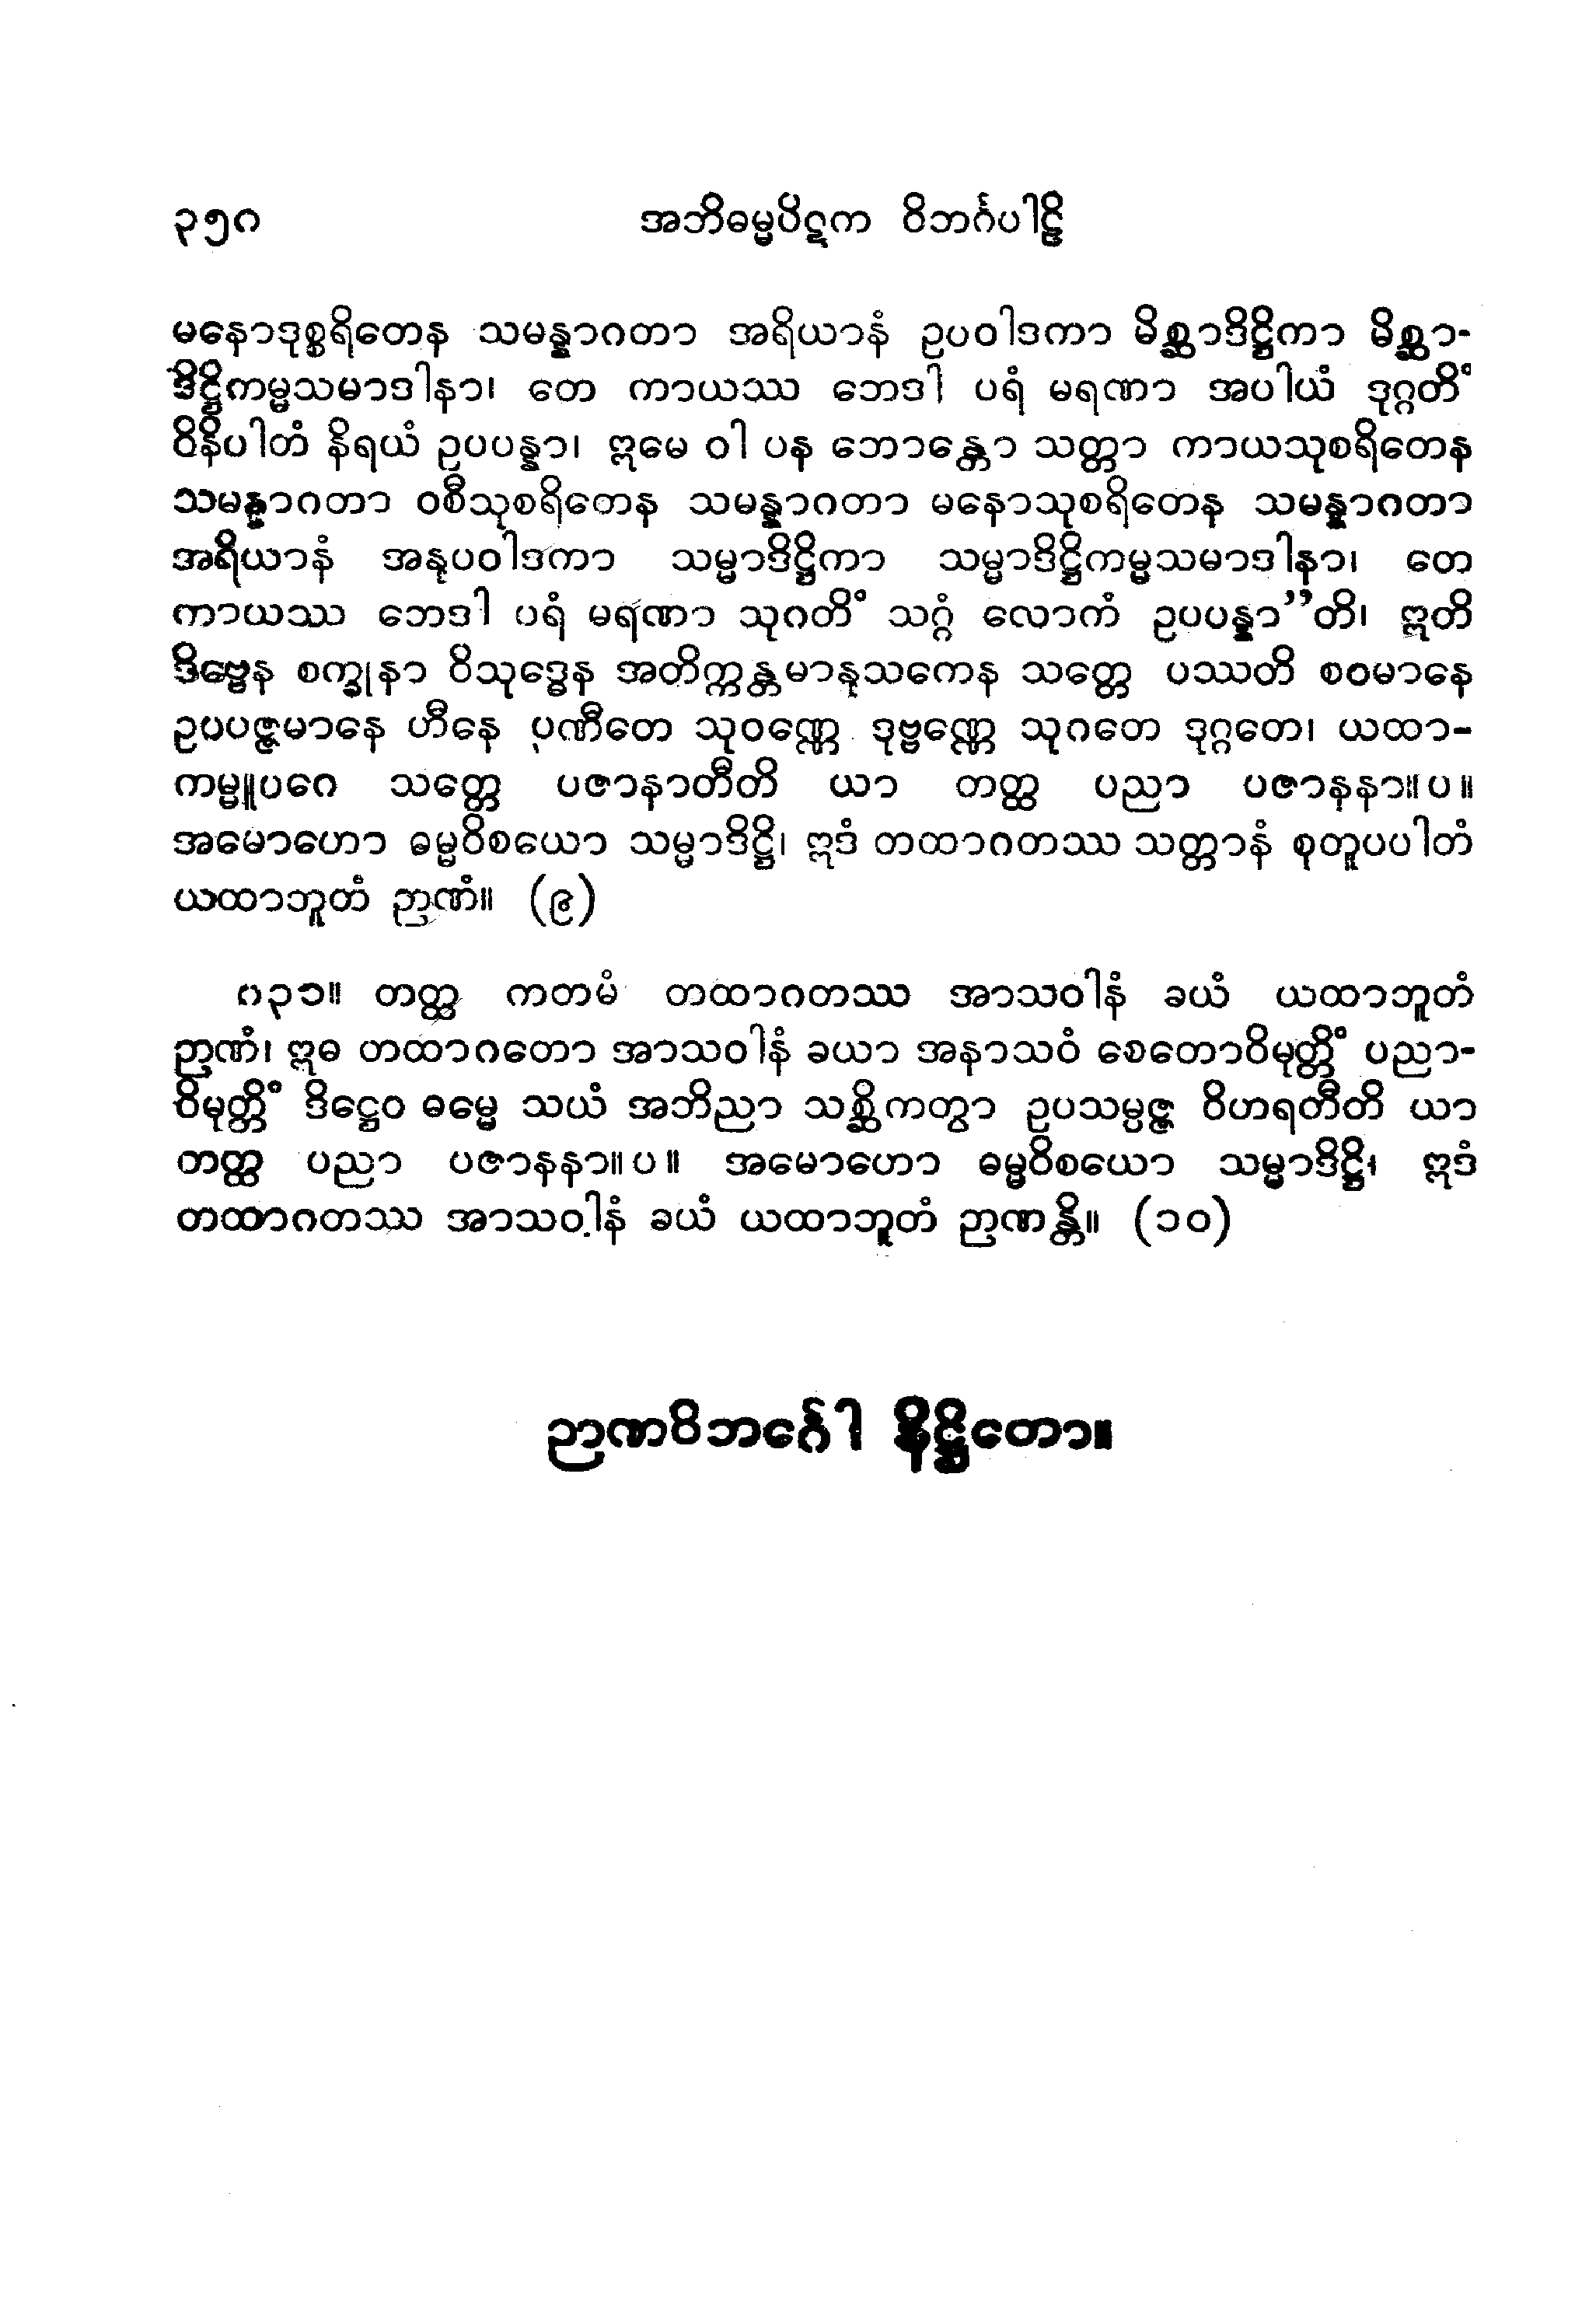 ၃၅၈ အဘိဓမ္မပိဋက ဝိဘင်္ဂပါဠိ
မနောဒုစ္စရိတေန သမန္နာဂတာ အရိယာနံ ဥပဝါဒကာ မိစ္ဆာဒိဋ္ဌိကာ မိစ္ဆာ-
ဒိဋ္ဌိကမ္မသမာဒါနာ၊ တေ ကာယဿ ဘေဒါ ပရံ မရဏာ အပါယံ ဒုဂ္ဂတိံ
ဝိနိပါတံ နိရယံ ဥပပန္နာ၊ ဣမေ ဝါ ပန ဘောန္တော သတ္တာ ကာယသုစရိတေန
သမန္နာဂတာ ဝစီသုစရိတေန သမန္နာဂတာ မနောသုစရိတေန သမန္နာဂတာ
အရိယာနံ အနုပဝါဒကာ သမ္မာဒိဋ္ဌိကာ သမ္မာဒိဋ္ဌိကမ္မသမာဒါနာ၊ တေ
ကာယဿ ဘေဒါ ပရံ မရဏာ သုဂတိံ သဂ္ဂံ လောကံ ဥပပန္နာ”တိ၊ ဣတိ
ဒိဗ္ဗေန စက္ခုနာ ဝိသုဒ္ဓေန အတိက္ကန္တမာနုသကေန သတ္တေ ပဿတိ စဝမာနေ
ဥပပဇ္ဇမာနေ ဟီနေ ပဏီတေ သုဝဏ္ဏေ ဒုဗ္ဗဏ္ဏေ သုဂတေ ဒုဂ္ဂတေ၊ ယထာ-
ကမ္မူပဂေ သတ္တေ ပဇာနာတီတိ ယာ တတ္ထ ပညာ ပဇာနနာ။ပ။
အမောဟော ဓမ္မဝိစယော သမ္မာဒိဋ္ဌိ၊ ဣဒံ တထာဂတဿ သတ္တာနံ စုတူပပါတံ
ယထာဘူတံ ဉာဏံ။ (၉)
၈၃၁။ တတ္ထ ကတမံ တထာဂတဿ အာသဝါနံ ခယံ ယထာဘူတံ
ဉာဏံ၊ ဣဓ တထာဂတော အာသဝါနံ ခယာ အနာသဝံ စေတောဝိမုတ္တိံ ပညာ-
ဝိမုတ္တိံ ဒိဋ္ဌေဝ ဓမ္မေ သယံ အဘိညာ သစ္ဆိကတွာ ဥပသမ္ပဇ္ဇ ဝိဟရတီတိ ယာ
တတ္ထ ပညာ ပဇာနနာ။ပ။ အမောဟော ဓမ္မဝိစယော သမ္မာဒိဋ္ဌိ၊ ဣဒံ
တထာဂတဿ အာသဝါနံ ခယံ ယထာဘူတံ ဉာဏန္တိ။ (၁၀)
ဉာဏဝိဘင်္ဂေါ နိဋ္ဌိတော။